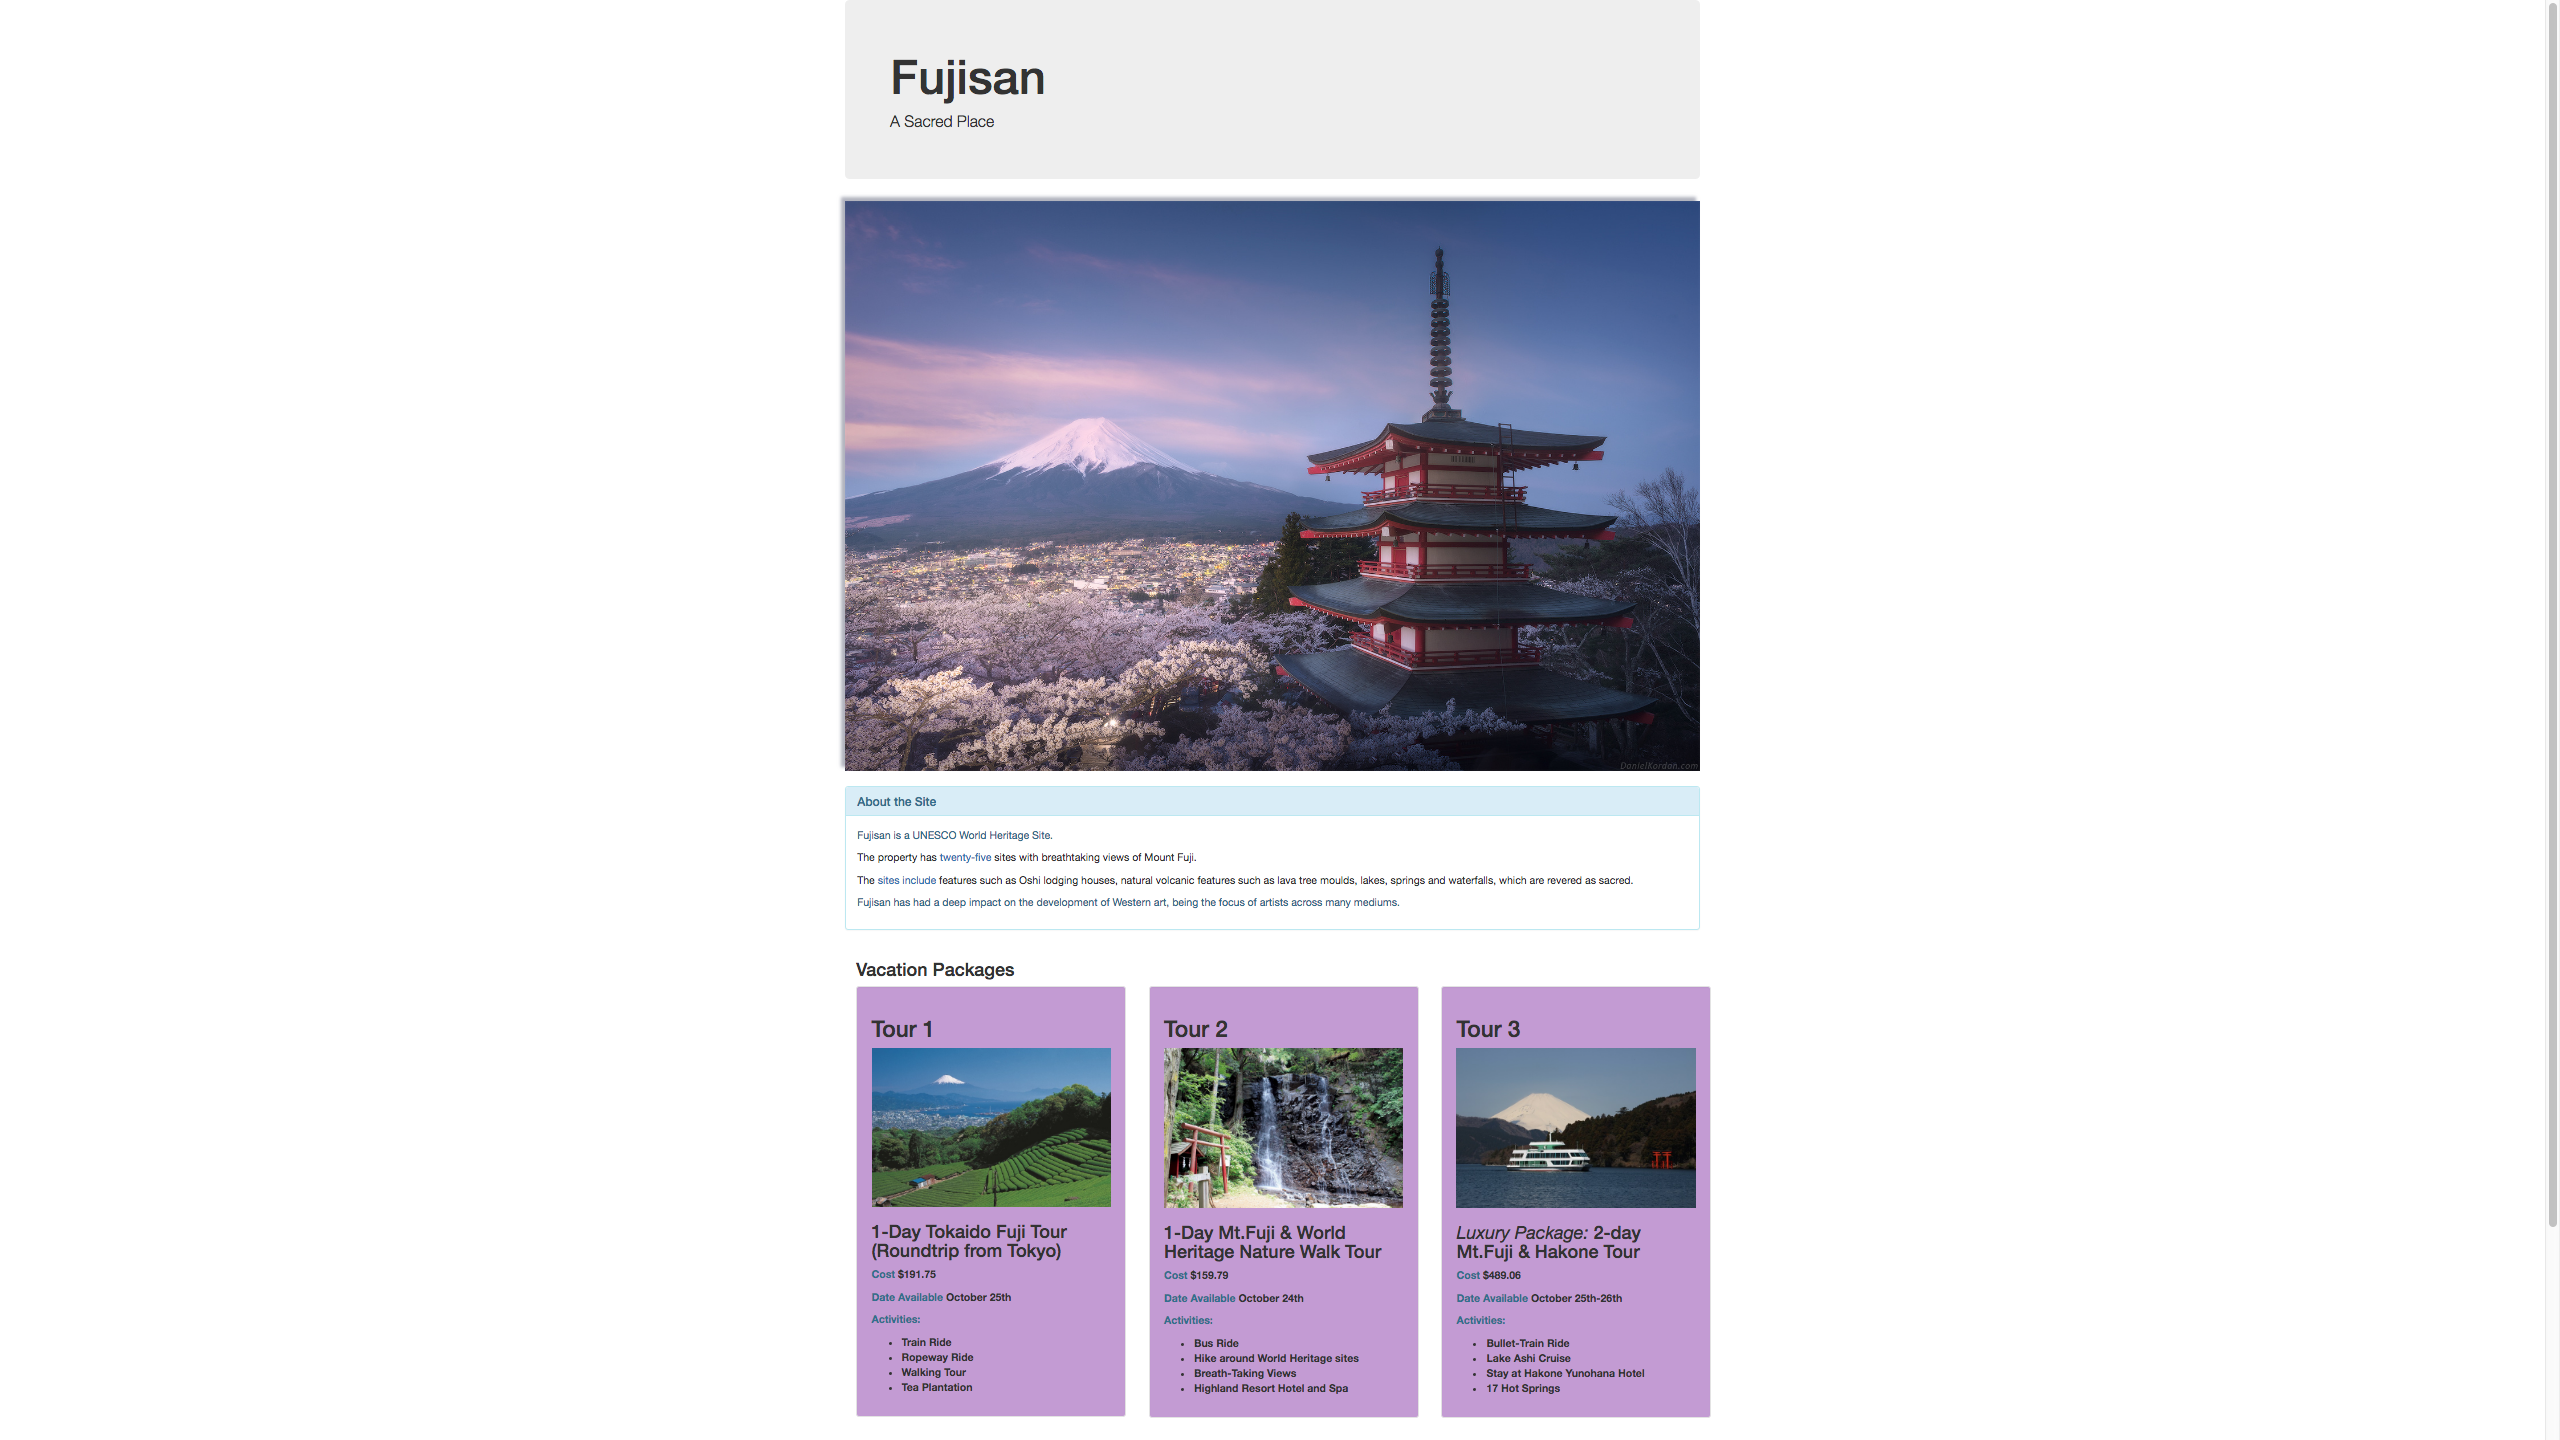 Fujisan
A Sacred Place
DanielKordan.com
About the Site
Fujisan is a UNESCO World Heritage Site.
The property has twenty-five sites with breathtaking views of Mount Fuji.
The sites include features such as Oshi lodging houses, natural volcanic features such as lava tree moulds, lakes, springs and waterfalls, which are revered as sacred.
Fujisan has had a deep impact on the development of Western art, being the focus of artists across many mediums.
Vacation Packages
Tour 1
1-Day Tokaido Fuji Tour
(Roundtrip from Tokyo)
Cost $191.75
Date Available October 25th
Activities:
• Train Ride
• Ropeway Ride
• Walking Tour
• Tea Plantation
Tour 2
1-Day Mt.Fuji & World
Heritage Nature Walk Tour
Cost $159.79
Date Available October 24th
Activities:
• Bus Ride
• Hike around World Heritage sites
• Breath-Taking Views
• Highland Resort Hotel and Spa
Tour 3
Luxury Package: 2-day
Mt.Fuji & Hakone Tour
Cost $489.06
Date Available October 25th-26th
Activities:
• Bullet-Train Ride
• Lake Ashi Cruise
• Stay at Hakone Yunohana Hotel
• 17 Hot Springs